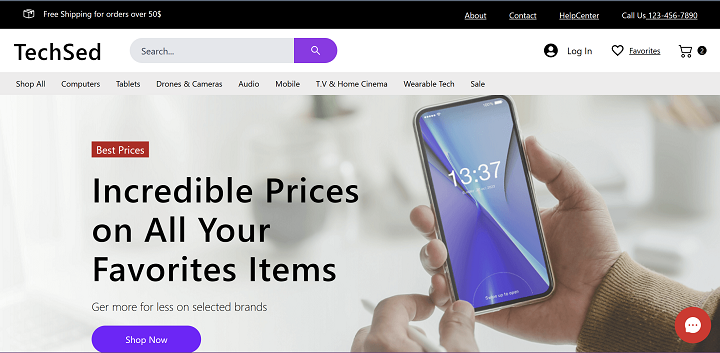 Free Shipping for orders over 50$
About Contact HelpCenter Call Us 123-456-7890
TechSed
Search...
Log In Favorites 2
Shop All Computers Tablets Drones & Cameras Audio Mobile T.V & Home Cinema Wearable Tech Sale
Best Prices
Incredible Prices
on All Your
Favorites Items
Ger more for less on selected brands
Shop Now
100%
13:37
Swipe up to open